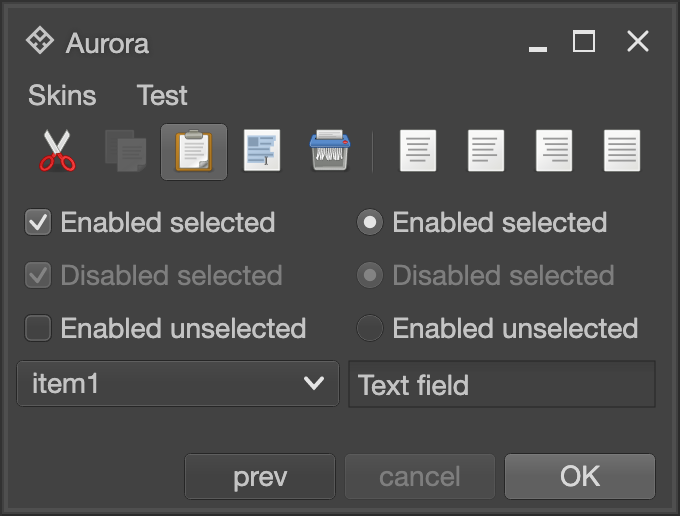 Aurora
Skins Test
Enabled selected Enabled selected
Disabled selected Disabled selected
Enabled unselected Enabled unselected
item1 Text field
prev cancel OK